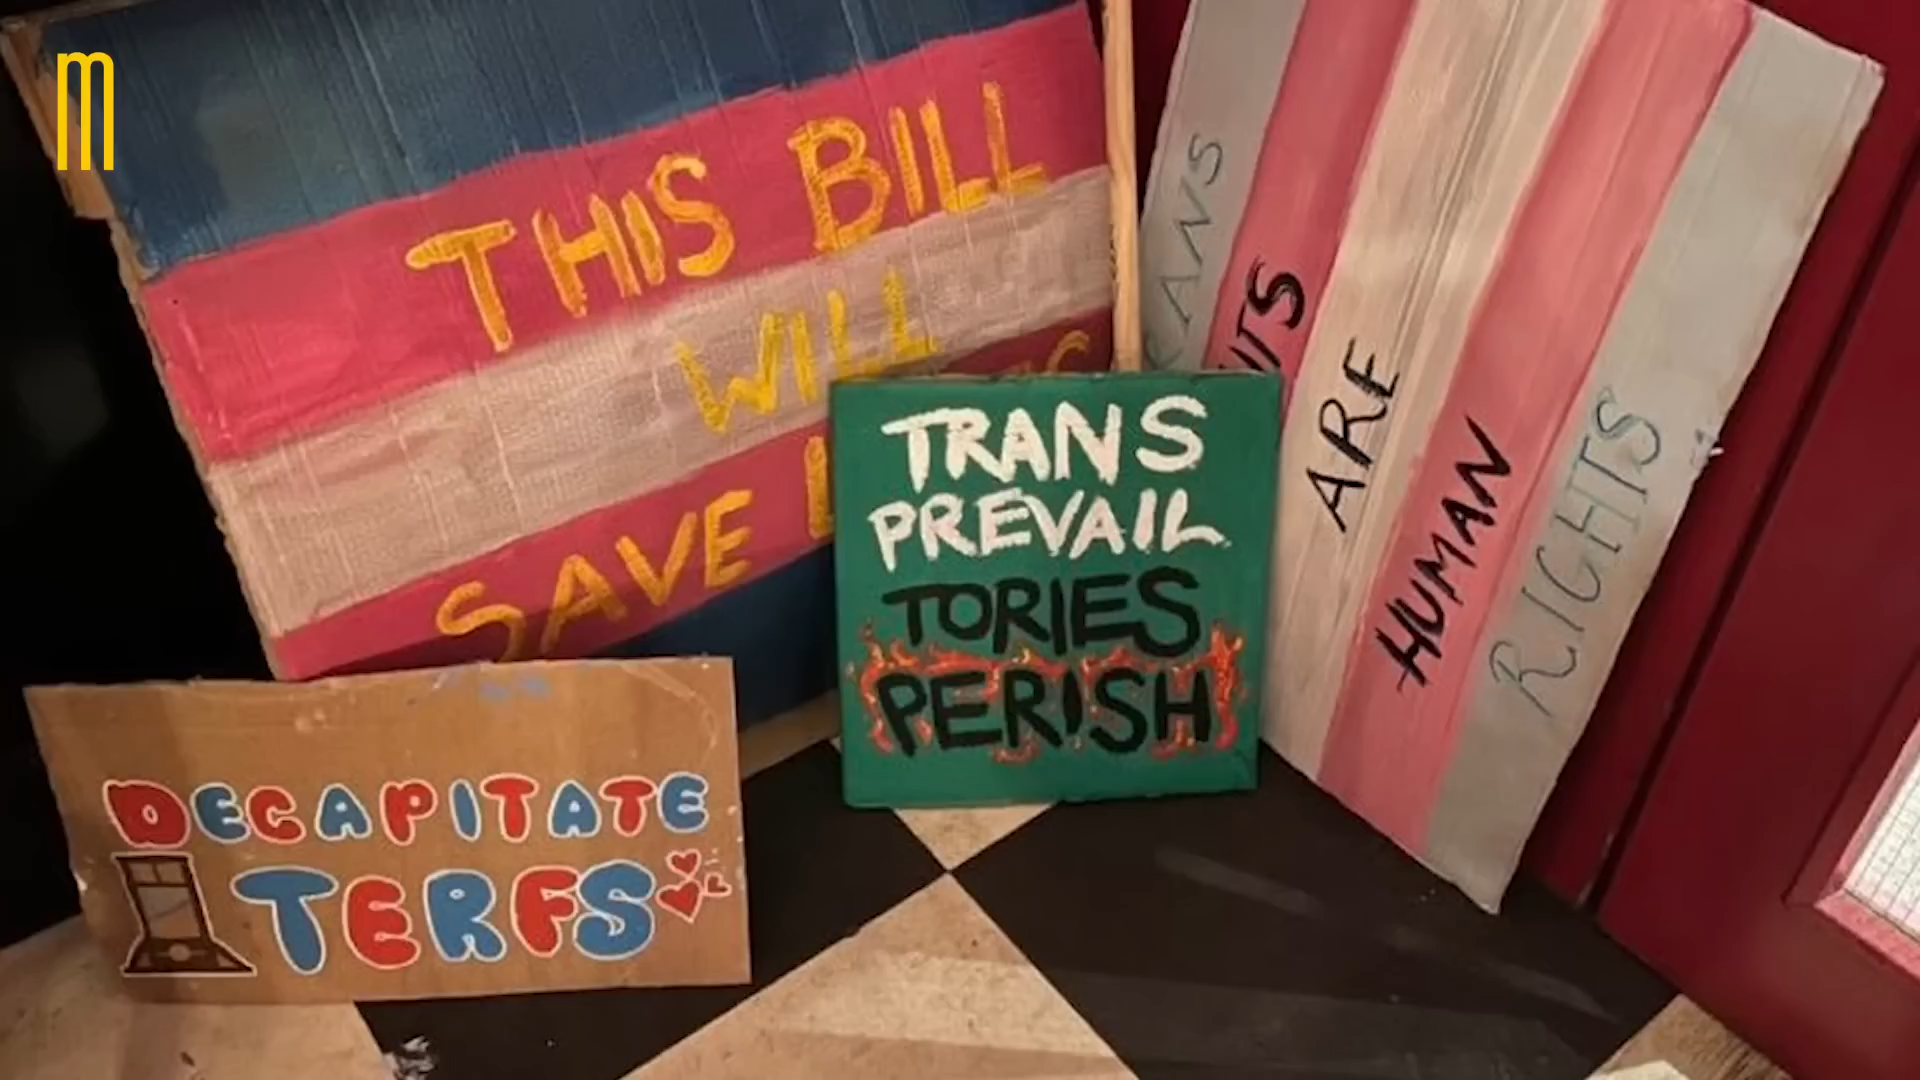 M
THIS BILL
WILL
SAVE
TRANS
PREVAIL
TORIES
PERISH
ARE
HUMAN
RIGHTS
DECAPITATE
TERFS